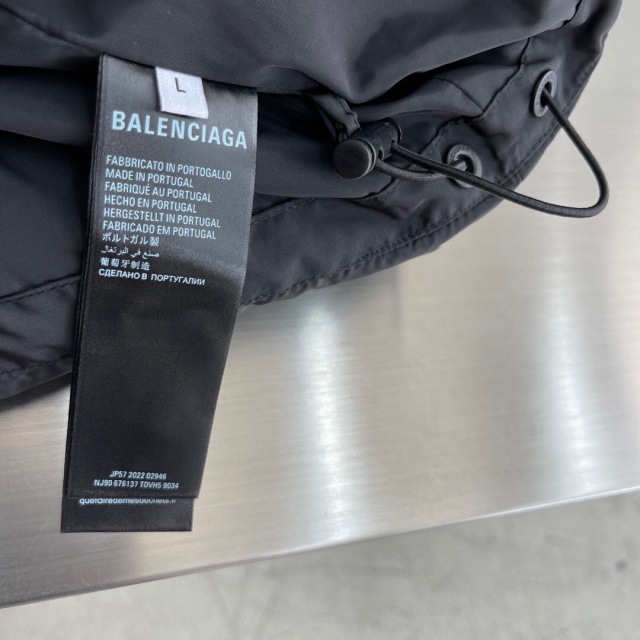 L
BALENCIAGA
FABBRICATO IN PORTOGALLO
MADE IN PORTUGAL
FABRIQUÉ AU PORTUGAL
HECHO EN PORTUGAL
HERGESTELLT IN PORTUGAL
FABRICADO EM PORTUGAL
ポルトガル製
صنع في البرتغال
葡萄牙制造
СДЕЛАНО В ПОРТУГАЛИИ
JP57 2022 02946
NJ90 676137 TOVH5 9034